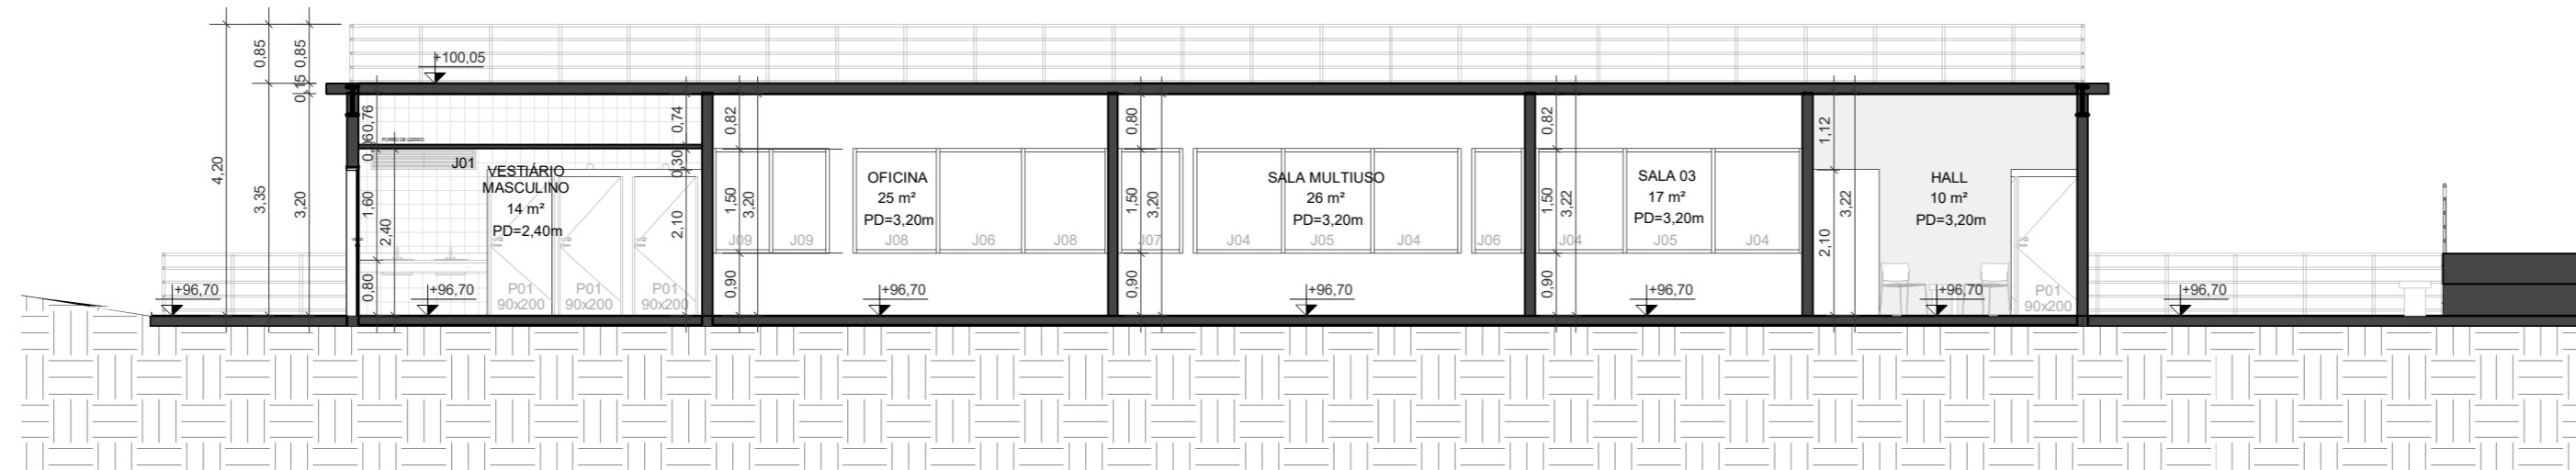 +100,05
0,85
0,85
0,15
4,20
3,35
3,20
0,76
0,06
FORRO DE GESSO
J01
1,60
2,40
0,80
VESTIÁRIO
MASCULINO
14 m²
PD=2,40m
0,74
0,30
2,10
P01
90x200
P01
90x200
P01
90x200
+96,70
+96,70
0,82
1,50
3,20
0,90
J09
J09
OFICINA
25 m²
PD=3,20m
J08
J06
J08
+96,70
0,80
1,50
3,20
0,90
J07
SALA MULTIUSO
26 m²
PD=3,20m
J04
J05
J04
J06
+96,70
0,82
1,50
3,22
0,90
SALA 03
17 m²
PD=3,20m
J04
J05
J04
+96,70
1,12
3,22
2,10
HALL
10 m²
PD=3,20m
+96,70
P01
90x200
+96,70